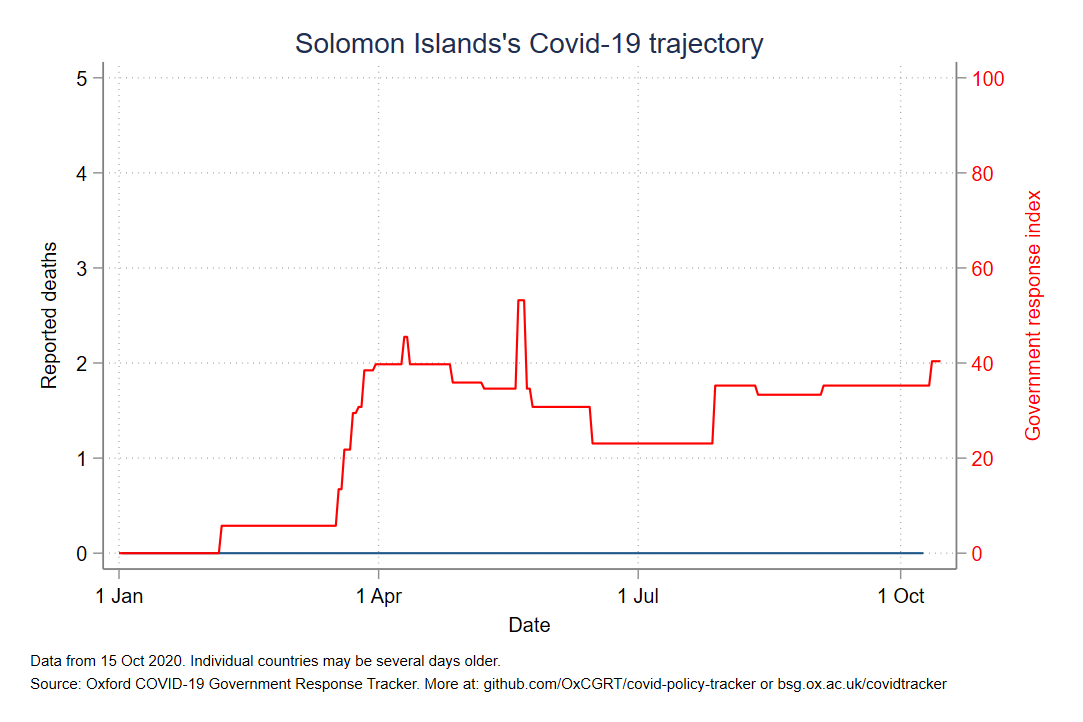 Solomon Islands's Covid-19 trajectory
5
4
3
2
1
0
Reported deaths
100
80
60
40
20
0
Government response index
1 Jan
1 Apr
1 Jul
1 Oct
Date
Data from 15 Oct 2020. Individual countries may be several days older.
Source: Oxford COVID-19 Government Response Tracker. More at: github.com/OxCGRT/covid-policy-tracker or bsg.ox.ac.uk/covidtracker